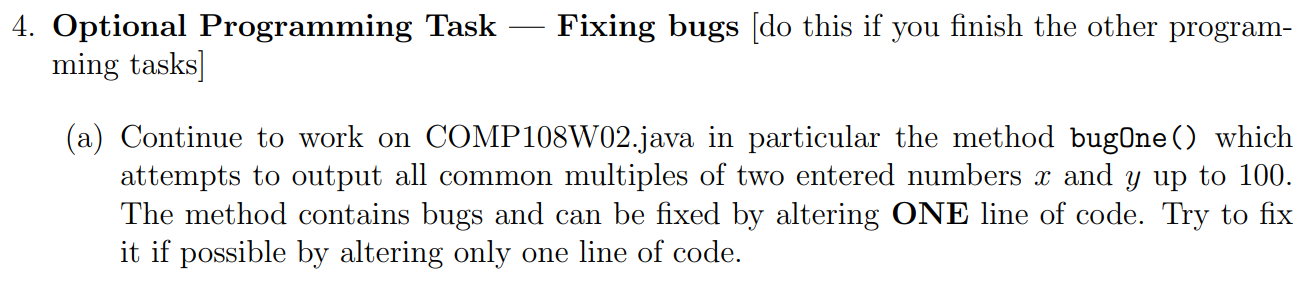 4. Optional Programming Task — Fixing bugs [do this if you finish the other program-
ming tasks]
(a) Continue to work on COMP108W02.java in particular the method bugOne() which
attempts to output all common multiples of two entered numbers x and y up to 100.
The method contains bugs and can be fixed by altering ONE line of code. Try to fix
it if possible by altering only one line of code.